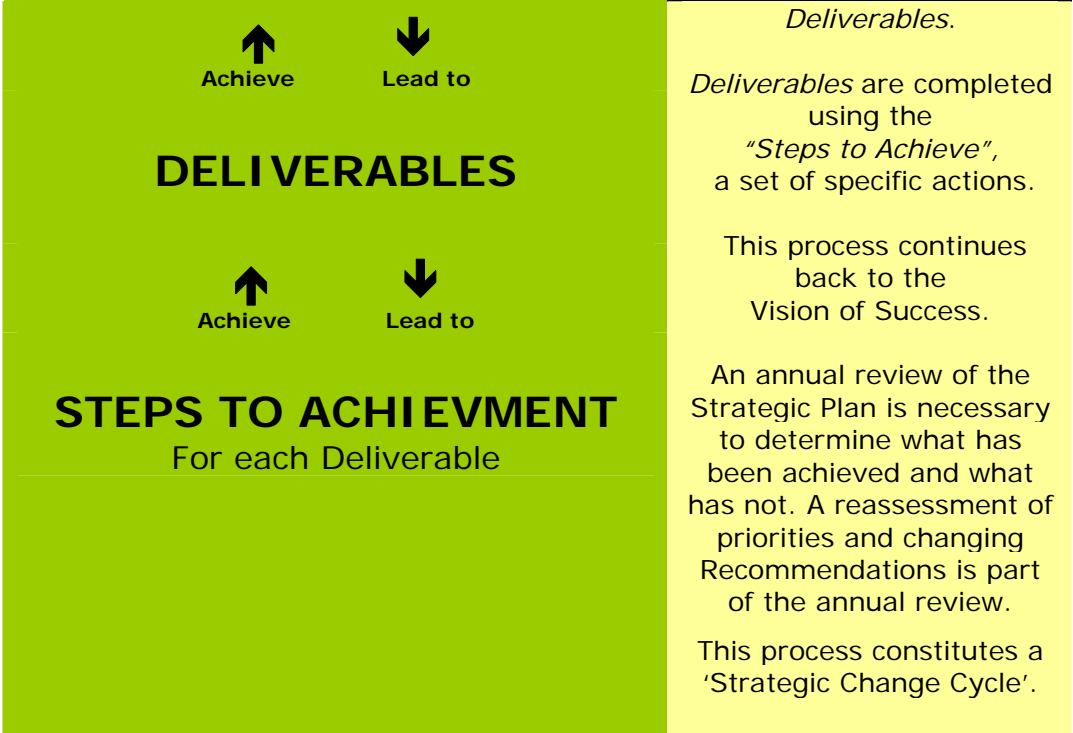 Achieve Lead to
DELIVERABLES
Achieve Lead to
STEPS TO ACHIEVMENT
For each Deliverable
Deliverables.
Deliverables are completed
using the
“Steps to Achieve”,
a set of specific actions.
This process continues
back to the
Vision of Success.
An annual review of the
Strategic Plan is necessary
to determine what has
been achieved and what
has not. A reassessment of
priorities and changing
Recommendations is part
of the annual review.
This process constitutes a
‘Strategic Change Cycle’.